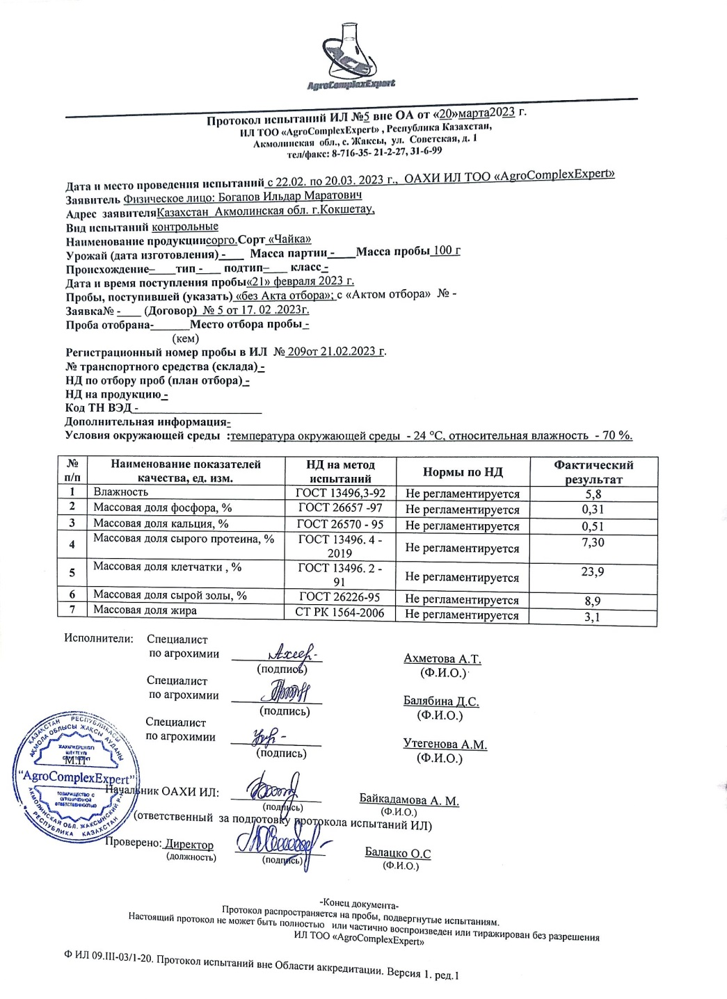 AgroComplexExpert
Протокол испытаний ИЛ №5 вне ОА от «20»марта2023 г.
ИЛ ТОО «AgroComplexExpert» , Республика Казахстан,
Акмолинская  обл., с. Жаксы,  ул.  Советская, д. 1
тел/факс: 8-716-35- 21-2-27, 31-6-99
Дата и место проведения испытаний с 22.02. по 20.03. 2023 г.,  ОАХИ ИЛ ТОО «AgroComplexExpert»
Заявитель Физическое лицо: Богапов Ильдар Маратович
Адрес  заявителяКазахстан  Акмолинская обл. г.Кокшетау,
Вид испытаний контрольные
Наименование продукциисорго.Сорт «Чайка»
Урожай (дата изготовления) -___  Масса партии -____Масса пробы 100 г
Происхождение–____тип -___ подтип–___ класс -
Дата и время поступления пробы«21» февраля 2023 г.
Пробы, поступившей (указать) «без Акта отбора»; с «Актом отбора»  № -
Заявка№ -___ (Договор)  № 5 от 17. 02 .2023г.
Проба отобрана-______Место отбора пробы -
(кем)
Регистрационный номер пробы в ИЛ  № 209от 21.02.2023 г.
№ транспортного средства (склада) -
НД по отбору проб (план отбора) -
НД на продукцию -
Код ТН ВЭД -____________________
Дополнительная информация-
Условия окружающей среды  :температура окружающей среды  - 24 °С, относительная влажность  - 70 %.
№ п/п Наименование показателей качества, ед. изм. НД на метод испытаний Нормы по НД Фактический результат
1 Влажность ГОСТ 13496,3-92 Не регламентируется 5,8
2 Массовая доля фосфора, % ГОСТ 26657 -97 Не регламентируется 0,31
3 Массовая доля кальция, % ГОСТ 26570 - 95 Не регламентируется 0,51
4 Массовая доля сырого протеина, % ГОСТ 13496. 4 - 2019 Не регламентируется 7,30
5 Массовая доля клетчатки , % ГОСТ 13496. 2 - 91 Не регламентируется 23,9
6 Массовая доля сырой золы, % ГОСТ 26226-95 Не регламентируется 8,9
7 Массовая доля жира СТ РК 1564-2006 Не регламентируется 3,1
Исполнители: Специалист
по агрохимии Ахметова А.Т.
(подпись) (Ф.И.О.)
Специалист
по агрохимии Балябина Д.С.
(подпись) (Ф.И.О.)
Специалист
по агрохимии Утегенова А.М.
(подпись) (Ф.И.О.)
ҚАЗАҚСТАН РЕСПУБЛИКАСЫ
АҚМОЛА ОБЛЫСЫ ЖАҚСЫ АУДАНЫ
М.П
"AgroComplexExpert"
ТОВАРИЩЕСТВО С
ОГРАНИЧЕННОЙ
ОТВЕТСТВЕННОСТЬЮ
АКМОЛИНСКАЯ ОБЛ. ЖАКСЫНСКИЙ Р-Н
РЕСПУБЛИКА КАЗАХСТАН
Начальник ОАХИ ИЛ: Байкадамова А. М.
(подпись) (Ф.И.О.)
(ответственный  за подготовку протокола испытаний ИЛ)
Проверено: Директор Балацко О.С
(должность) (подпись) (Ф.И.О.)
-Конец документа-
Протокол распространяется на пробы, подвергнутые испытаниям.
Настоящий протокол не может быть полностью   или частично воспроизведен или тиражирован без разрешения
ИЛ ТОО «AgroComplexExpert»
Ф ИЛ 09.III-03/1-20. Протокол испытаний вне Области аккредитации. Версия 1. ред.1